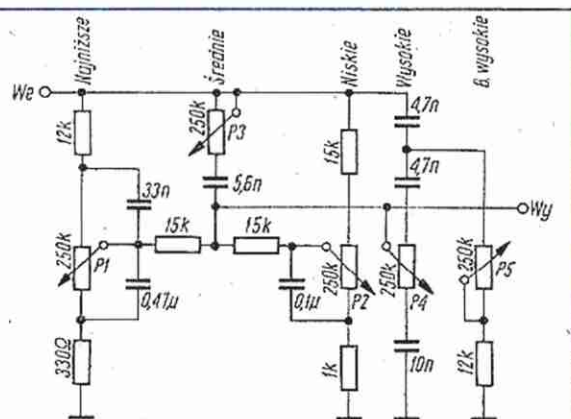 Najniższe
Średnie
Niskie
Wysokie
B. wysokie
We
12k
250k
P3
15k
4,7n
4,7n
33n
5,6n
Wy
15k
15k
250k
P1
0,47µ
0,1µ
250k
P2
250k
P4
250k
P5
330Ω
1k
10n
12k